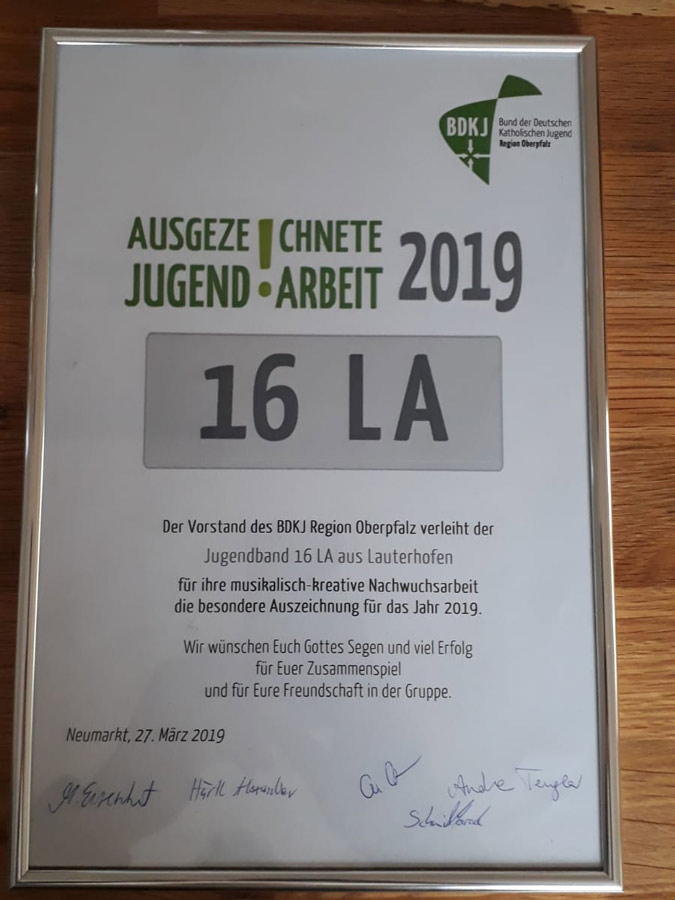 BDKJ
Bund der Deutschen
Katholischen Jugend
Region Oberpfalz
AUSGEZE!CHNETE
JUGEND!ARBEIT 2019
16 LA
Der Vorstand des BDKJ Region Oberpfalz verleiht der
Jugendband 16 LA aus Lauterhofen
für ihre musikalisch-kreative Nachwuchsarbeit
die besondere Auszeichnung für das Jahr 2019.
Wir wünschen Euch Gottes Segen und viel Erfolg
für Euer Zusammenspiel
und für Eure Freundschaft in der Gruppe.
Neumarkt, 27. März 2019